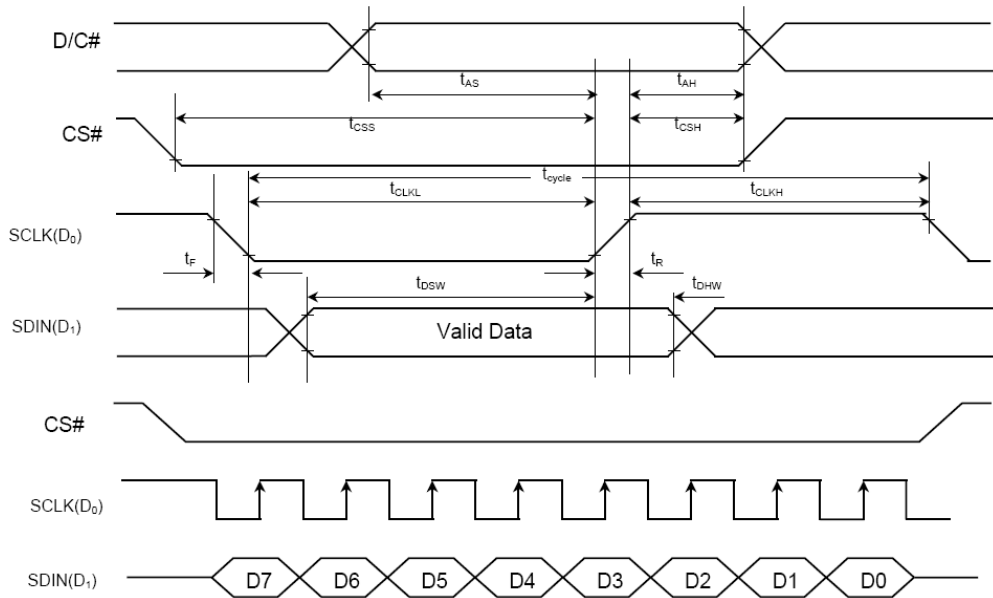 D/C#
tAS
tAH
tCSS
tCSH
CS#
tcycle
tCLKL
tCLKH
SCLK(D0)
tF
tR
tDSW
tDHW
SDIN(D1)
Valid Data
CS#
SCLK(D0)
SDIN(D1)
D7 D6 D5 D4 D3 D2 D1 D0